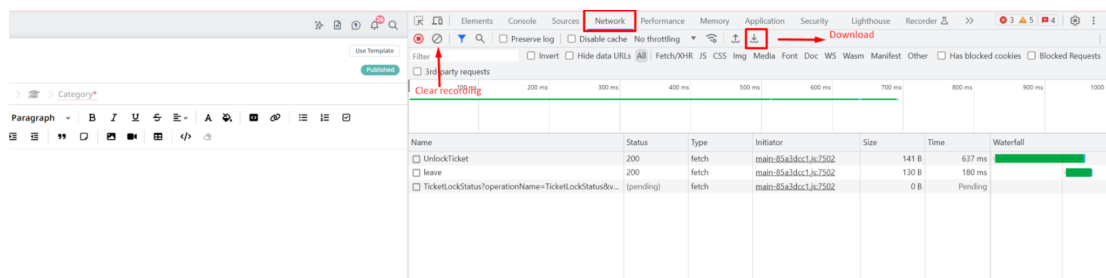 Elements Console Sources Network Performance Memory Application Security Lighthouse Recorder >> 3 5 4
Preserve log Disable cache No throttling Download
Use Template
Filter Invert Hide data URLs All Fetch/XHR JS CSS Img Media Font Doc WS Wasm Manifest Other Has blocked cookies Blocked Requests
Published
3rd-party requests
Clear recording
> Category*
100 ms 200 ms 300 ms 400 ms 500 ms 600 ms 700 ms 800 ms 900 ms 1000
Paragraph B I U S A
Name Status Type Initiator Size Time Waterfall
UnlockTicket 200 fetch main-85a3dcc1.js:7502 141 B 637 ms
leave 200 fetch main-85a3dcc1.js:7502 130 B 180 ms
TicketLockStatus?operationName=TicketLockStatus&v... (pending) fetch main-85a3dcc1.js:7502 0 B Pending